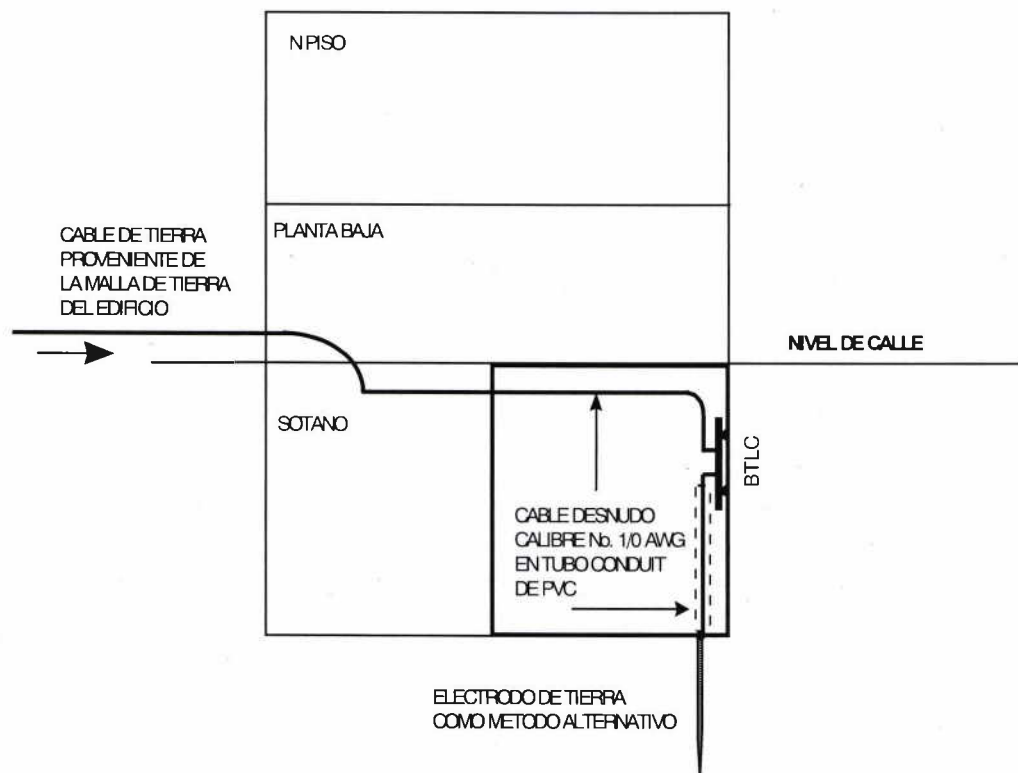 N PISO
PLANTA BAJA
CABLE DE TIERRA
PROVENIENTE DE
LA MALLA DE TIERRA
DEL EDIFICIO
NIVEL DE CALLE
SOTANO
BTLC
CABLE DESNUDO
CALIBRE No. 1/0 AWG
EN TUBO CONDUIT
DE PVC
ELECTRODO DE TIERRA
COMO METODO ALTERNATIVO